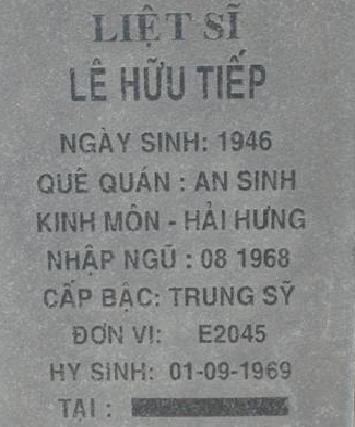 LIỆT SĨ
LÊ HỮU TIẾP
NGÀY SINH: 1946
QUÊ QUÁN : AN SINH
KINH MÔN - HẢI HƯNG
NHẬP NGŨ : 08 1968
CẤP BẬC: TRUNG SỸ
ĐƠN VI: E2045
HY SINH: 01-09-1969
TẠI :